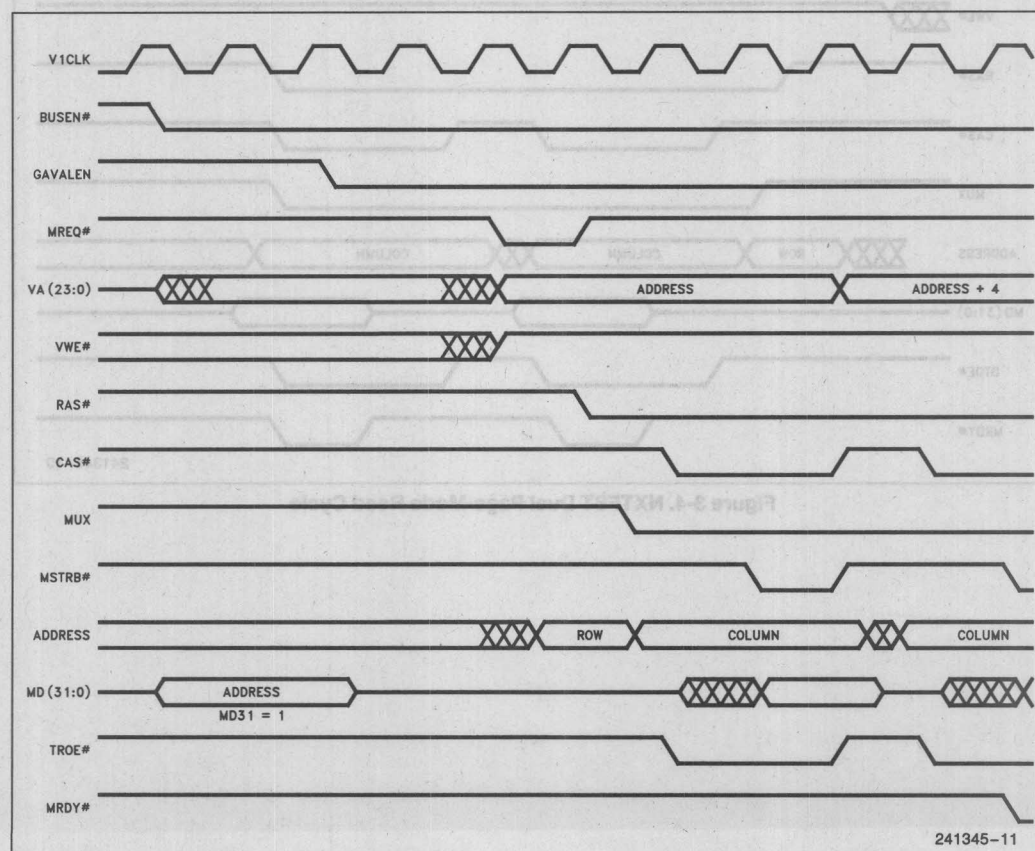 V1CLK
BUSEN#
GAVALEN
MREQ#
VA (23:0) ADDRESS ADDRESS + 4
VWE#
RAS#
CAS#
MUX
MSTRB#
ADDRESS ROW COLUMN COLUMN
MD (31:0) ADDRESS
MD31 = 1
TROE#
MRDY#
241345-11